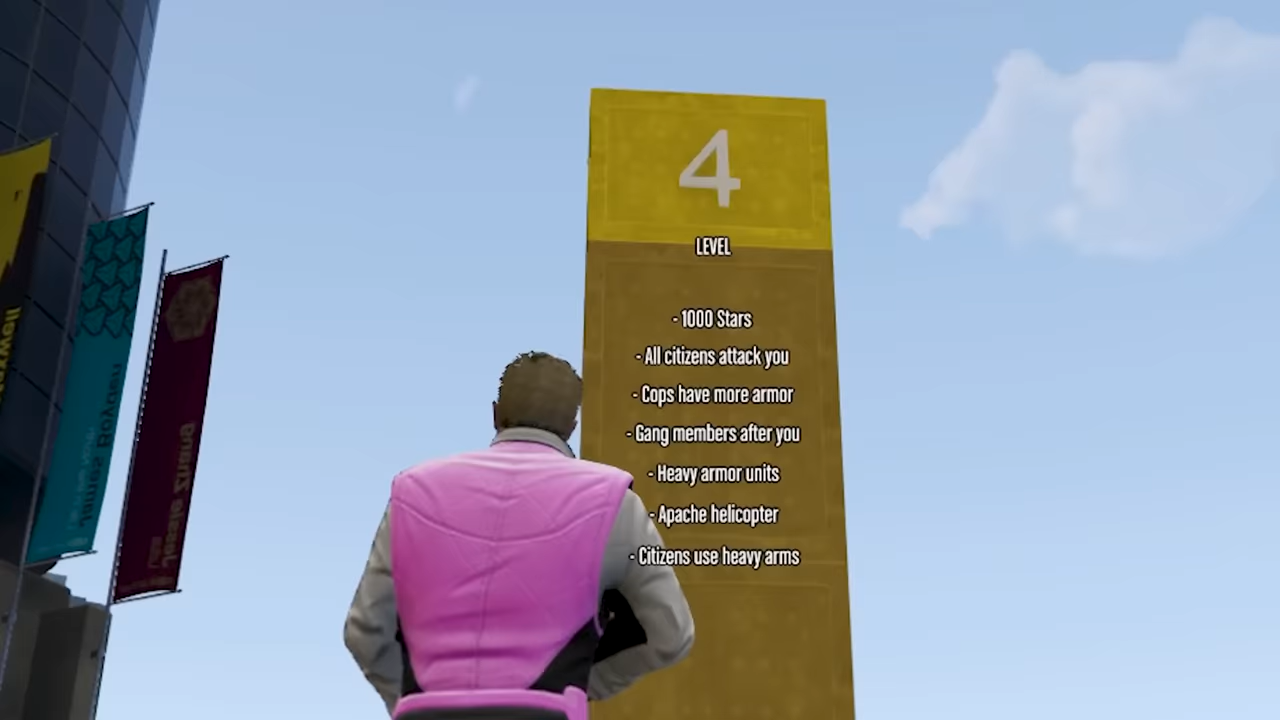 4
LEVEL
- 1000 Stars
- All citizens attack you
- Cops have more armor
- Gang members after you
- Heavy armor units
- Apache helicopter
- Citizens use heavy arms